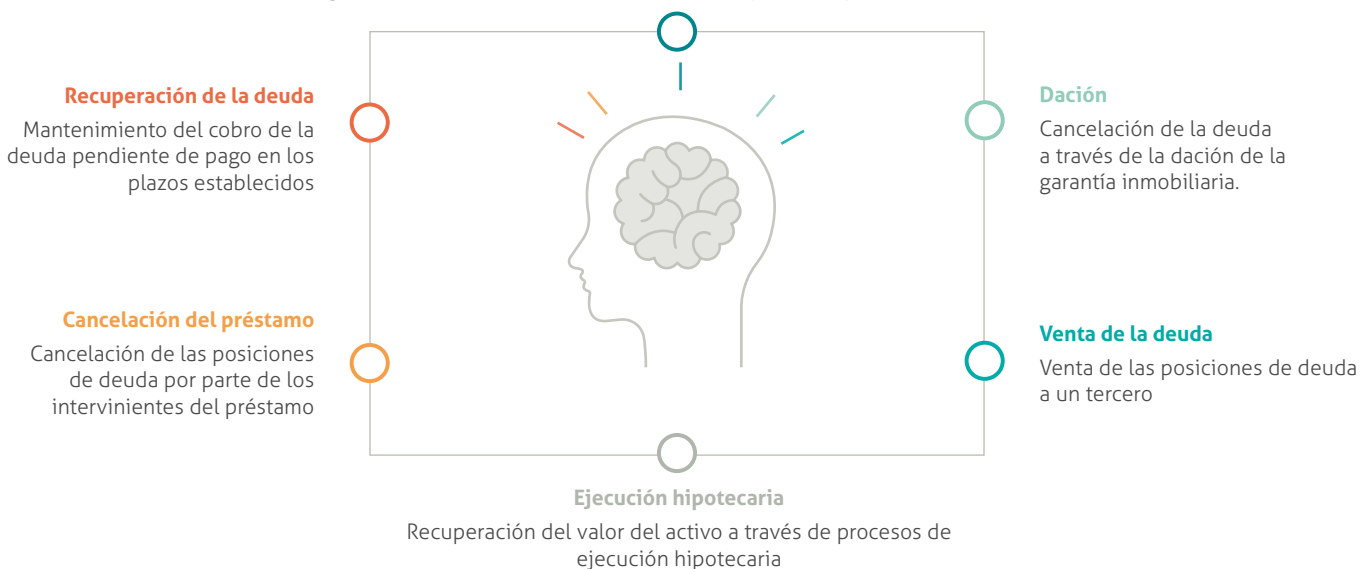 Recuperación de la deuda
Mantenimiento del cobro de la
deuda pendiente de pago en los
plazos establecidos
Cancelación del préstamo
Cancelación de las posiciones
de deuda por parte de los
intervinientes del préstamo
Dación
Cancelación de la deuda
a través de la dación de la
garantía inmobiliaria.
Venta de la deuda
Venta de las posiciones de deuda
a un tercero
Ejecución hipotecaria
Recuperación del valor del activo a través de procesos de
ejecución hipotecaria